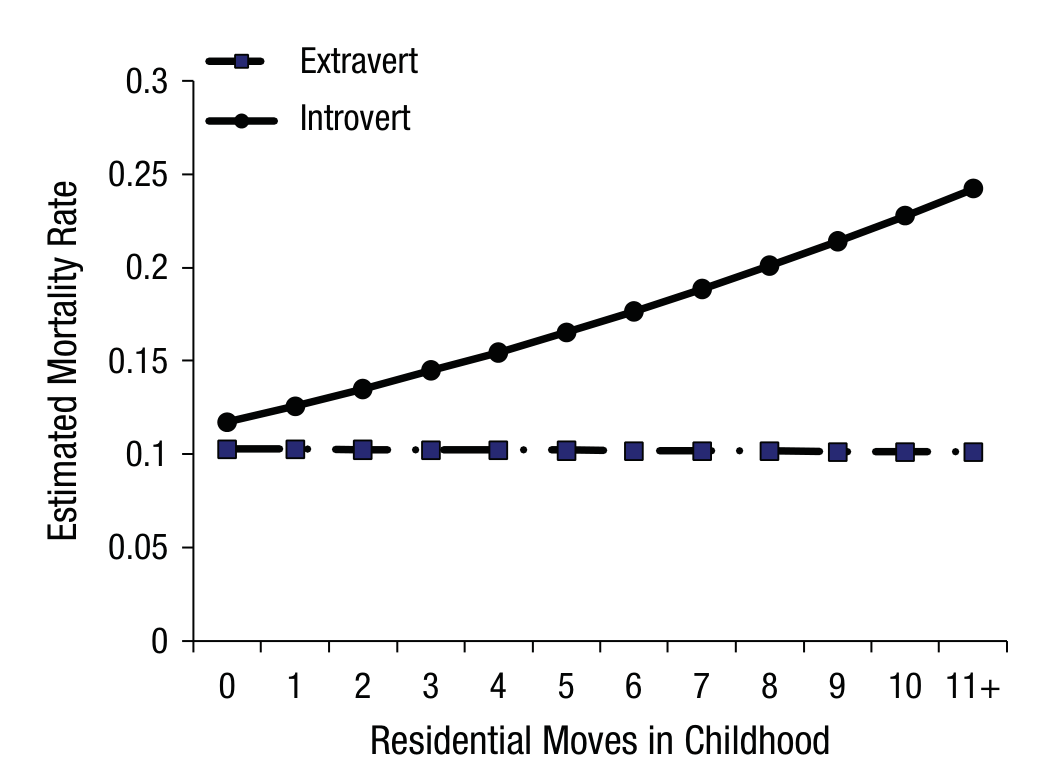 Extravert
Introvert
0.3
0.25
0.2
0.15
0.1
0.05
0
Estimated Mortality Rate
0 1 2 3 4 5 6 7 8 9 10 11+
Residential Moves in Childhood